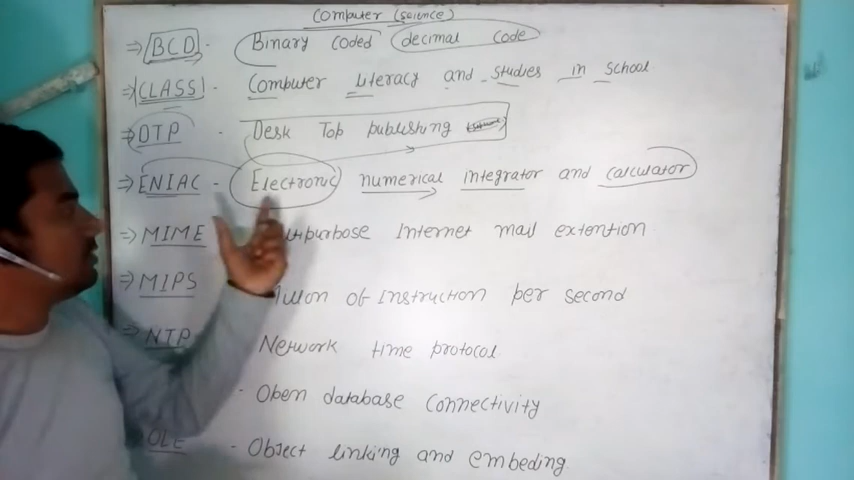 Computer (science)
⇒ BCD - Binary coded decimal code
⇒ CLASS - Computer Literacy and studies in school
⇒ DTP - Desk Top publishing
⇒ ENIAC - Electronic numerical integrator and calculator
⇒ MIME Internet mail extention
⇒ MIPS of instruction per second
⇒ NTP Network time protocol
- Open database connectivity
OLE - Object linking and embeding